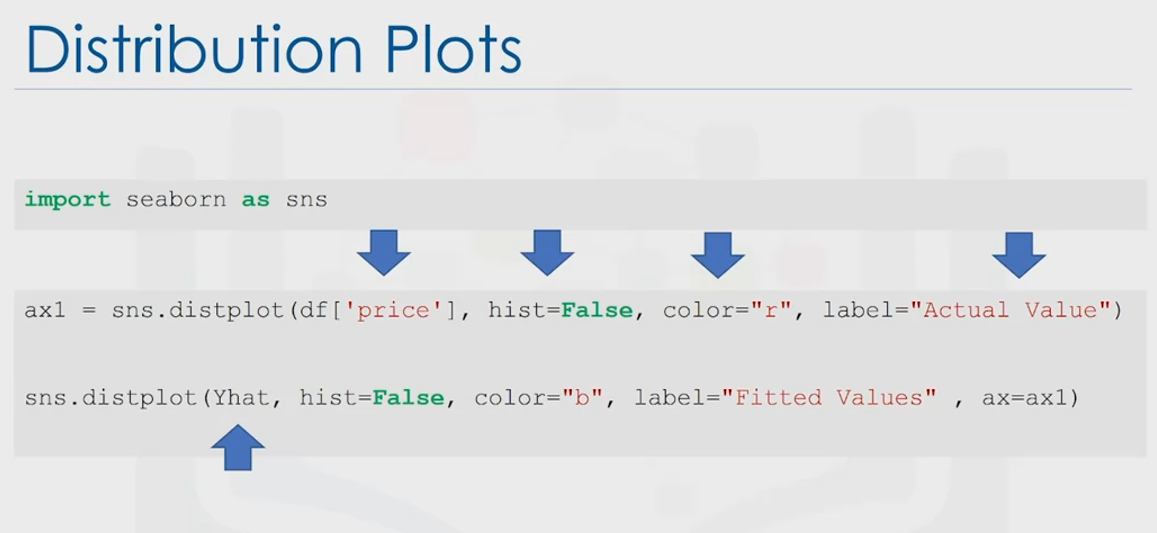 Distribution Plots
import seaborn as sns
ax1 = sns.distplot(df['price'], hist=False, color="r", label="Actual Value")
sns.distplot(Yhat, hist=False, color="b", label="Fitted Values" , ax=ax1)